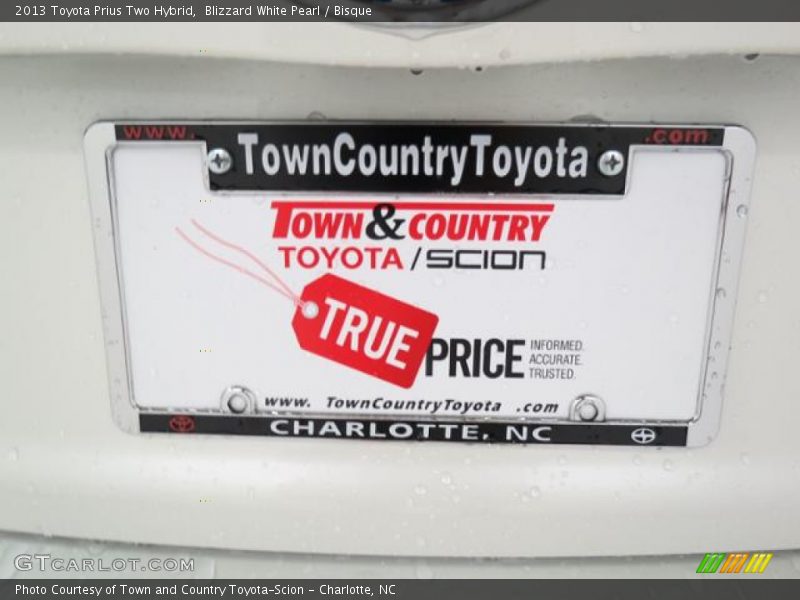 2013 Toyota Prius Two Hybrid, Blizzard White Pearl / Bisque
www. .com
TownCountryToyota
TOWN & COUNTRY
TOYOTA / SCION
TRUE PRICE
INFORMED.
ACCURATE.
TRUSTED.
www. TownCountryToyota .com
CHARLOTTE, NC
GTCARLOT.COM
Photo Courtesy of Town and Country Toyota-Scion - Charlotte, NC